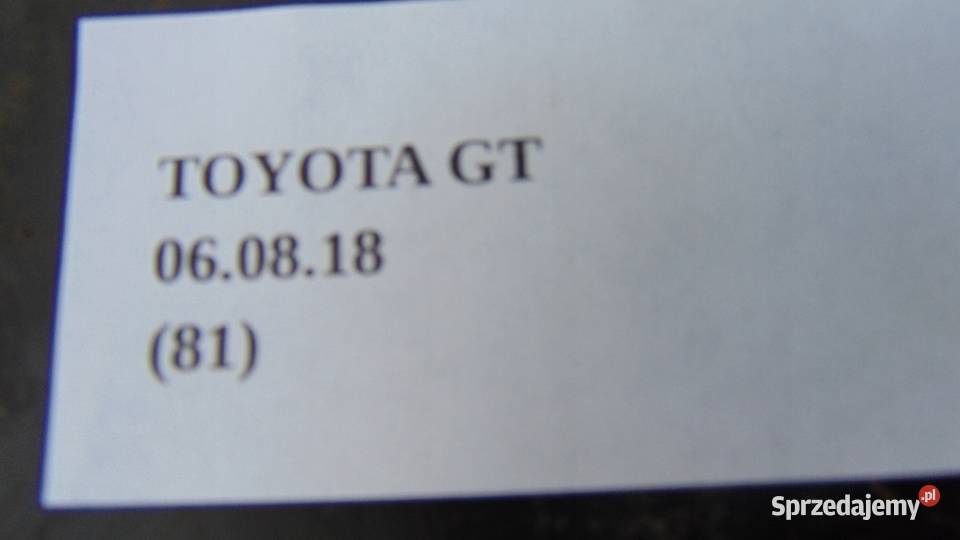 TOYOTA GT
06.08.18
(81)
Sprzedajemy.pl